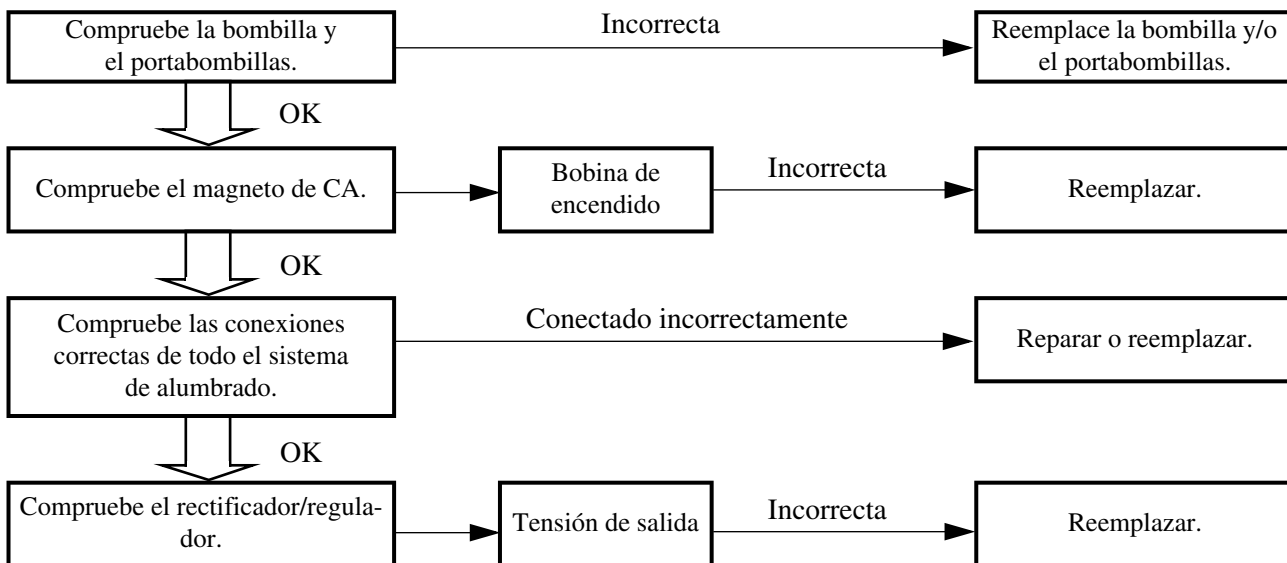 Compruebe la bombilla y
el portabombillas.
Incorrecta
Reemplace la bombilla y/o
el portabombillas.
OK
Compruebe el magneto de CA.
Bobina de
encendido
Incorrecta
Reemplazar.
OK
Compruebe las conexiones
correctas de todo el sistema
de alumbrado.
Conectado incorrectamente
Reparar o reemplazar.
OK
Compruebe el rectificador/regula-
dor.
Tensión de salida
Incorrecta
Reemplazar.